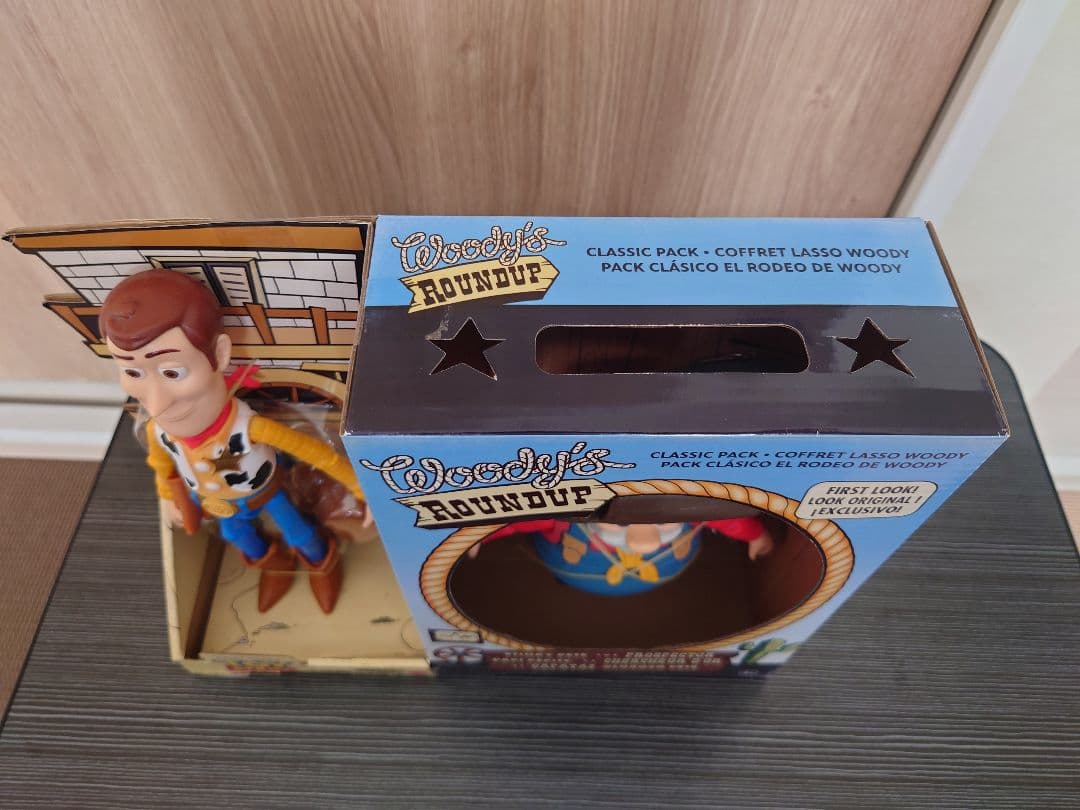 Woody's
ROUNDUP
CLASSIC PACK • COFFRET LASSO WOODY
PACK CLÁSICO EL RODEO DE WOODY
Woody's
ROUNDUP
CLASSIC PACK • COFFRET LASSO WOODY
PACK CLÁSICO EL RODEO DE WOODY
FIRST LOOK!
LOOK ORIGINAL !
¡EXCLUSIVO!